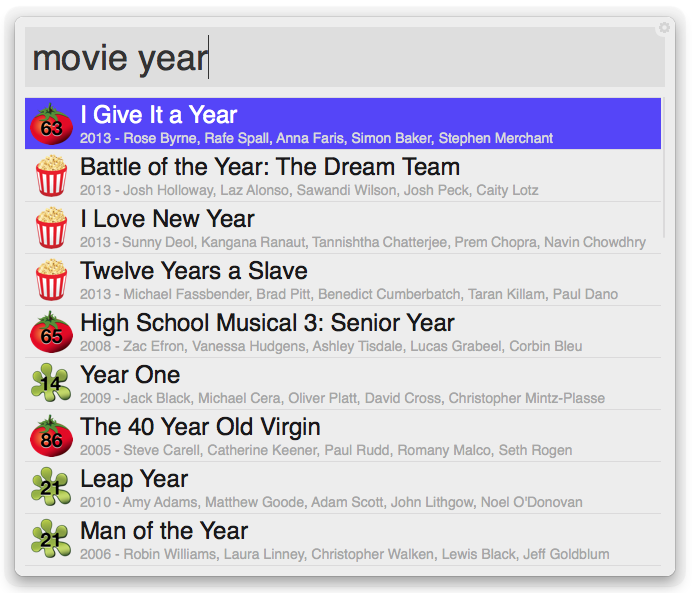 movie year
63
I Give It a Year
2013 - Rose Byrne, Rafe Spall, Anna Faris, Simon Baker, Stephen Merchant
Battle of the Year: The Dream Team
2013 - Josh Holloway, Laz Alonso, Sawandi Wilson, Josh Peck, Caity Lotz
I Love New Year
2013 - Sunny Deol, Kangana Ranaut, Tannishtha Chatterjee, Prem Chopra, Navin Chowdhry
Twelve Years a Slave
2013 - Michael Fassbender, Brad Pitt, Benedict Cumberbatch, Taran Killam, Paul Dano
65
High School Musical 3: Senior Year
2008 - Zac Efron, Vanessa Hudgens, Ashley Tisdale, Lucas Grabeel, Corbin Bleu
14
Year One
2009 - Jack Black, Michael Cera, Oliver Platt, David Cross, Christopher Mintz-Plasse
86
The 40 Year Old Virgin
2005 - Steve Carell, Catherine Keener, Paul Rudd, Romany Malco, Seth Rogen
21
Leap Year
2010 - Amy Adams, Matthew Goode, Adam Scott, John Lithgow, Noel O'Donovan
21
Man of the Year
2006 - Robin Williams, Laura Linney, Christopher Walken, Lewis Black, Jeff Goldblum